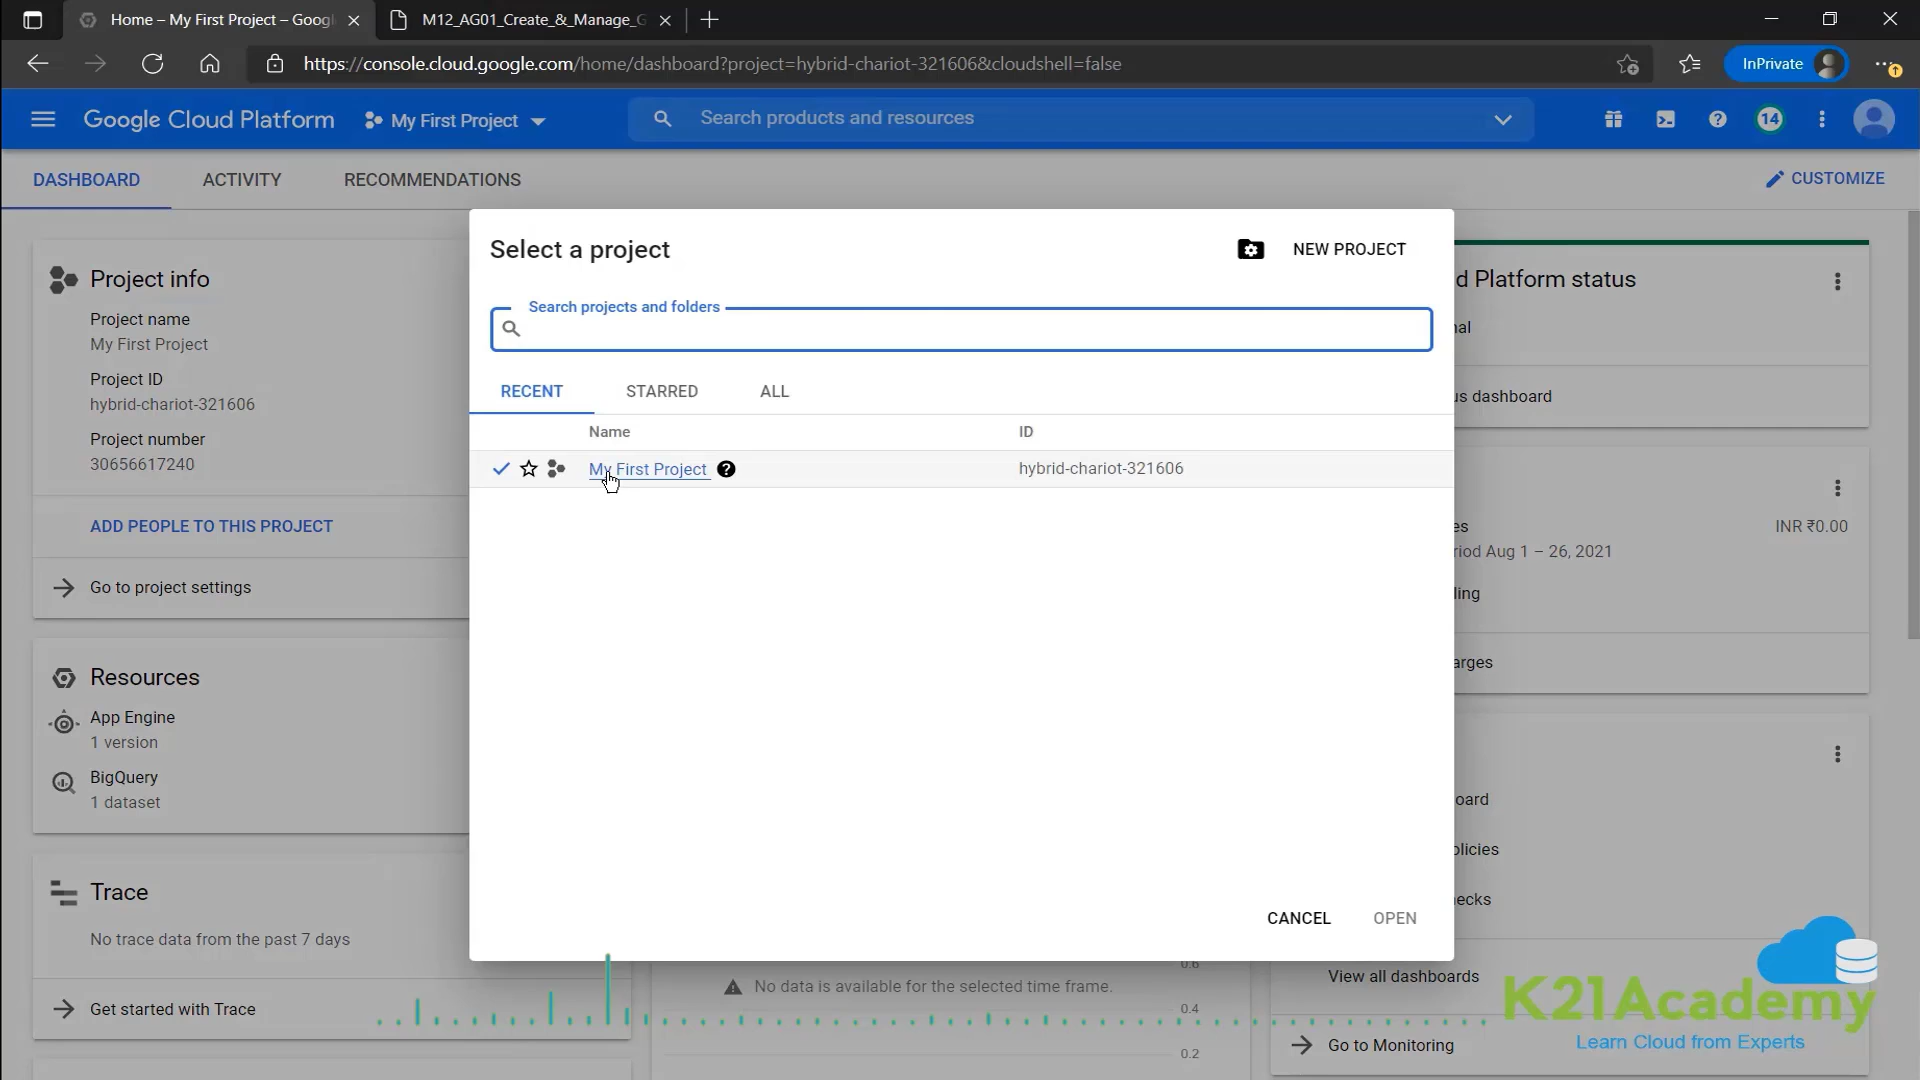 Home – My First Project – Googl
M12_AG01_Create_&_Manage_G
https://console.cloud.google.com/home/dashboard?project=hybrid-chariot-321606&cloudshell=false
InPrivate
Google Cloud Platform
My First Project
Search products and resources
14
DASHBOARD
ACTIVITY
RECOMMENDATIONS
CUSTOMIZE
Select a project
NEW PROJECT
Search projects and folders
RECENT
STARRED
ALL
Name
ID
My First Project
hybrid-chariot-321606
CANCEL
OPEN
Project info
Project name
My First Project
Project ID
hybrid-chariot-321606
Project number
30656617240
ADD PEOPLE TO THIS PROJECT
Go to project settings
Resources
App Engine
1 version
BigQuery
1 dataset
Trace
No trace data from the past 7 days
Get started with Trace
No data is available for the selected time frame.
0.6
0.4
0.2
d Platform status
al
us dashboard
es
INR ₹0.00
riod Aug 1 – 26, 2021
ling
arges
oard
olicies
ecks
View all dashboards
Go to Monitoring
K21Academy
Learn Cloud from Experts